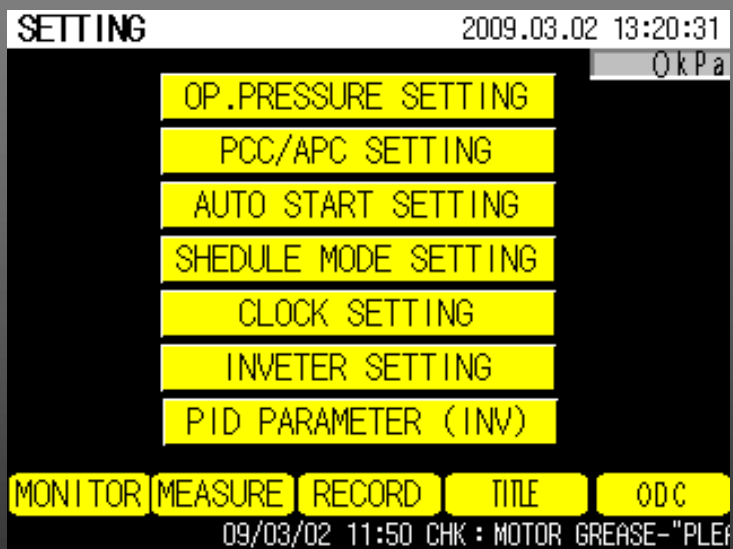 SETTING 2009.03.02 13:20:31
0kPa
OP.PRESSURE SETTING
PCC/APC SETTING
AUTO START SETTING
SHEDULE MODE SETTING
CLOCK SETTING
INVETER SETTING
PID PARAMETER (INV)
MONITOR MEASURE RECORD TITLE ODC
09/03/02 11:50 CHK : MOTOR GREASE-"PLEA